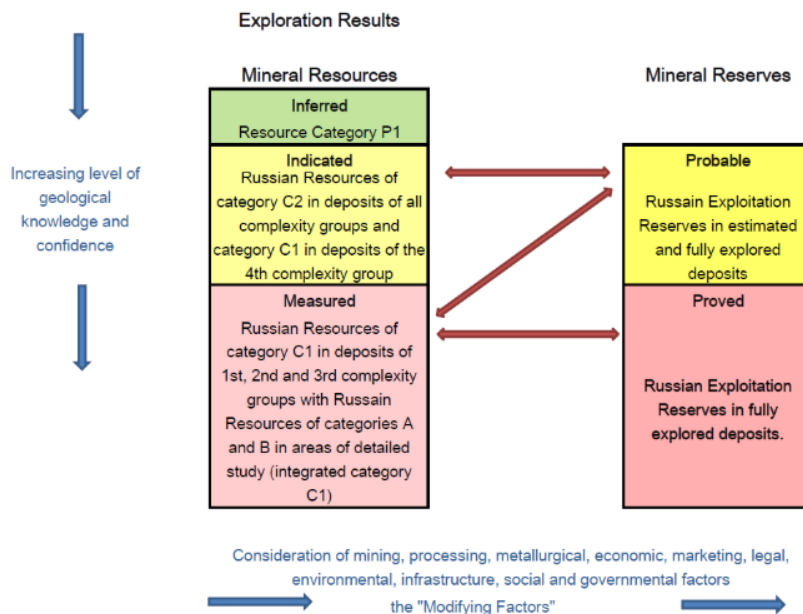 Exploration Results
Mineral Resources
Mineral Reserves
Increasing level of
geological
knowledge and
confidence
Inferred
Resource Category P1
Indicated
Russian Resources of
category C2 in deposits of all
complexity groups and
category C1 in deposits of the
4th complexity group
Measured
Russian Resources of
category C1 in deposits of
1st, 2nd and 3rd complexity
groups with Russain
Resources of categories A
and B in areas of detailed
study (integrated category
C1)
Probable
Russain Exploitation
Reserves in estimated
and fully explored
deposits
Proved
Russian Exploitation
Reserves in fully
explored deposits.
Consideration of mining, processing, metallurgical, economic, marketing, legal,
environmental, infrastructure, social and governmental factors
the "Modifying Factors"